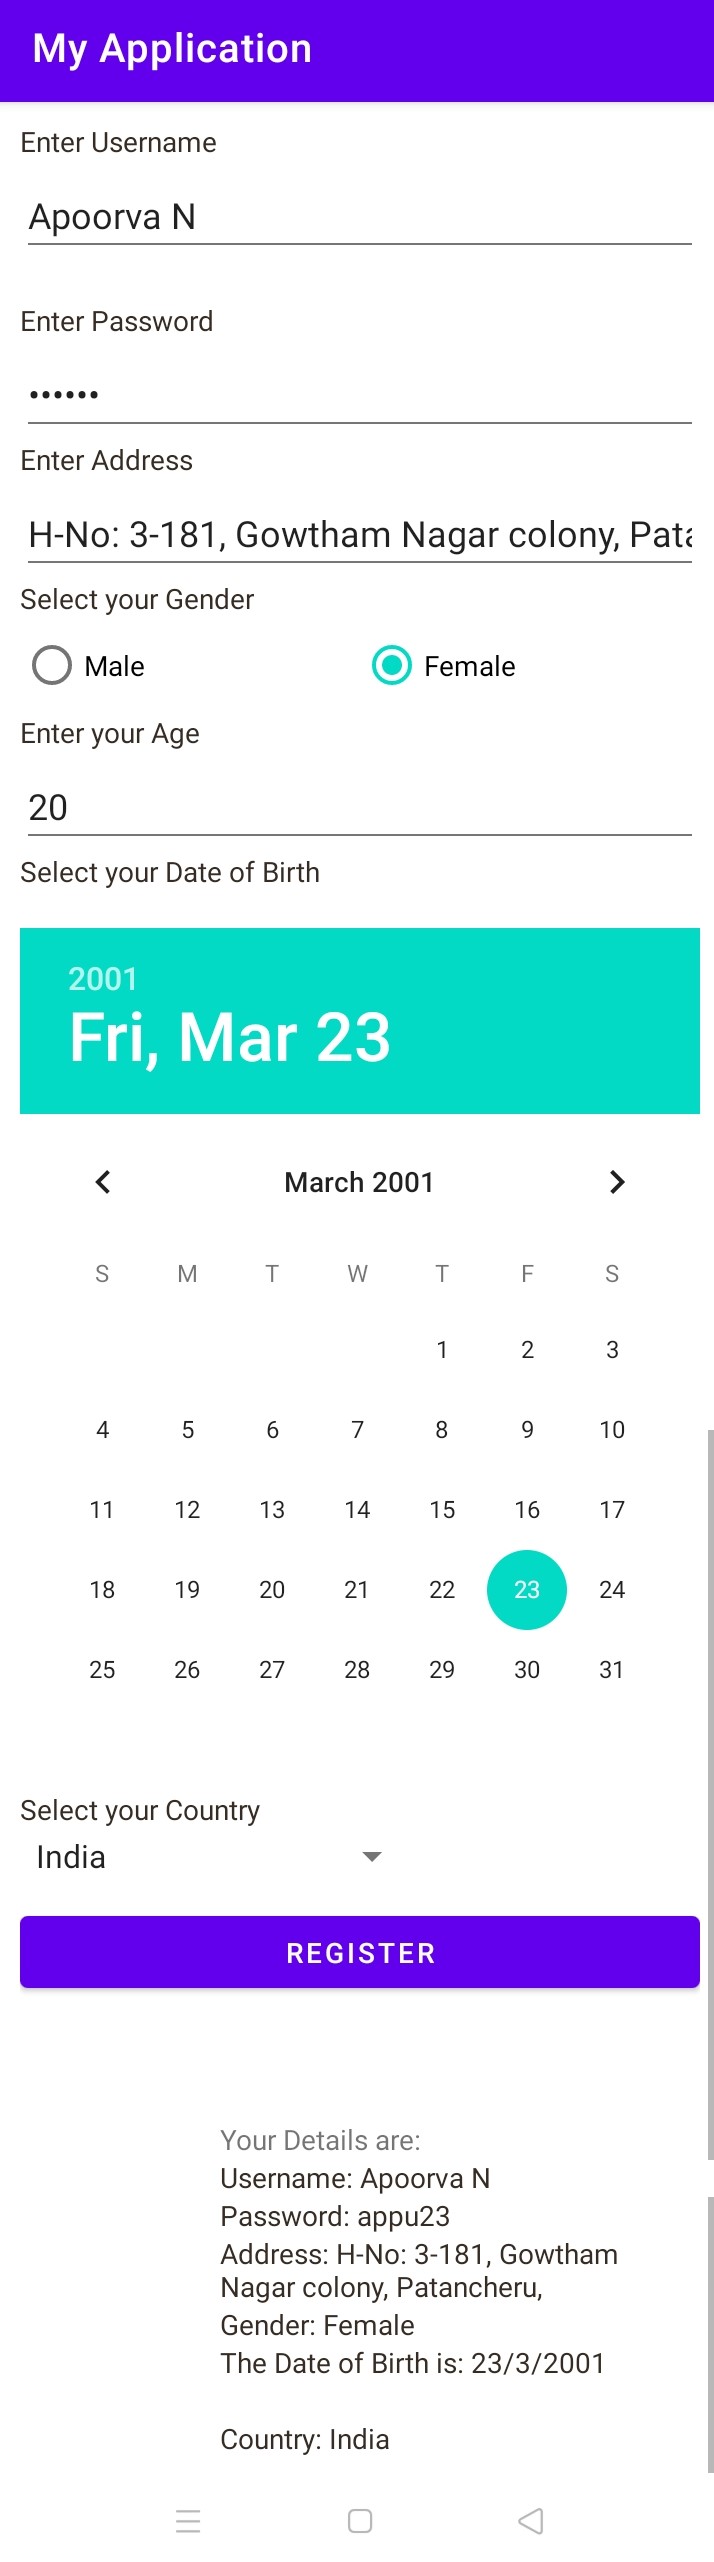 My Application
Enter Username
Apoorva N
Enter Password
••••••
Enter Address
H-No: 3-181, Gowtham Nagar colony, Pata
Select your Gender
Male Female
Enter your Age
20
Select your Date of Birth
2001
Fri, Mar 23
March 2001
S M T W T F S
1 2 3
4 5 6 7 8 9 10
11 12 13 14 15 16 17
18 19 20 21 22 23 24
25 26 27 28 29 30 31
Select your Country
India
REGISTER
Your Details are:
Username: Apoorva N
Password: appu23
Address: H-No: 3-181, Gowtham
Nagar colony, Patancheru,
Gender: Female
The Date of Birth is: 23/3/2001
Country: India